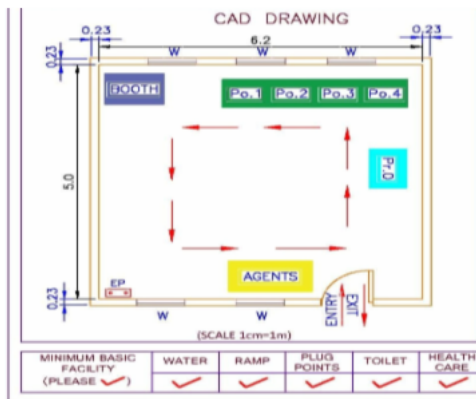 CAD DRAWING
0.23
6.2
0.23
W
W
W
0.23
BOOTH
Po.1
Po.2
Po.3
Po.4
5.0
Pr.O
EP
AGENTS
0.23
W
W
ENTRY
EXIT
(SCALE 1cm=1m)
MINIMUM BASIC
FACILITY
(PLEASE ✓)
WATER
RAMP
PLUG
POINTS
TOILET
HEALTH
CARE
✓ ✓ ✓ ✓ ✓